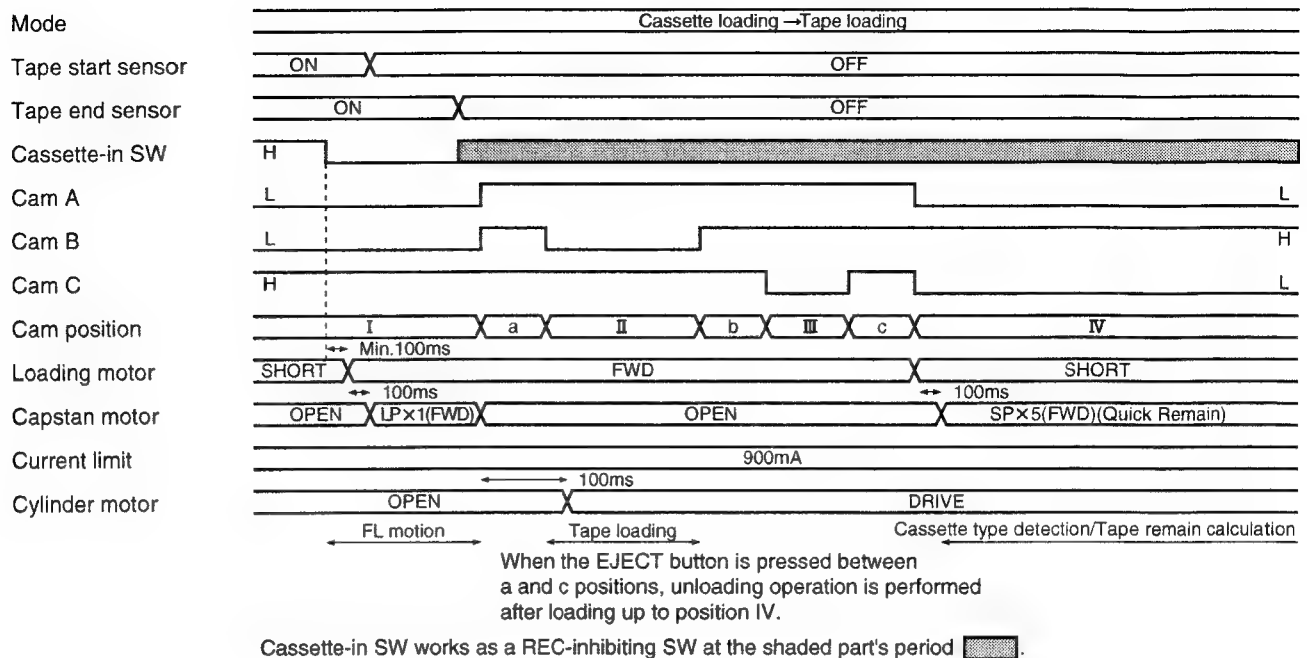 Mode Cassette loading →Tape loading
Tape start sensor ON OFF
Tape end sensor ON OFF
Cassette-in SW H
Cam A L L
Cam B L H
Cam C H L
Cam position I a II b III c IV
Min.100ms
Loading motor SHORT FWD SHORT
100ms 100ms
Capstan motor OPEN LP×1(FWD) OPEN SP×5(FWD)(Quick Remain)
Current limit 900mA
100ms
Cylinder motor OPEN DRIVE
FL motion Tape loading Cassette type detection/Tape remain calculation
When the EJECT button is pressed between
a and c positions, unloading operation is performed
after loading up to position IV.
Cassette-in SW works as a REC-inhibiting SW at the shaded part's period .